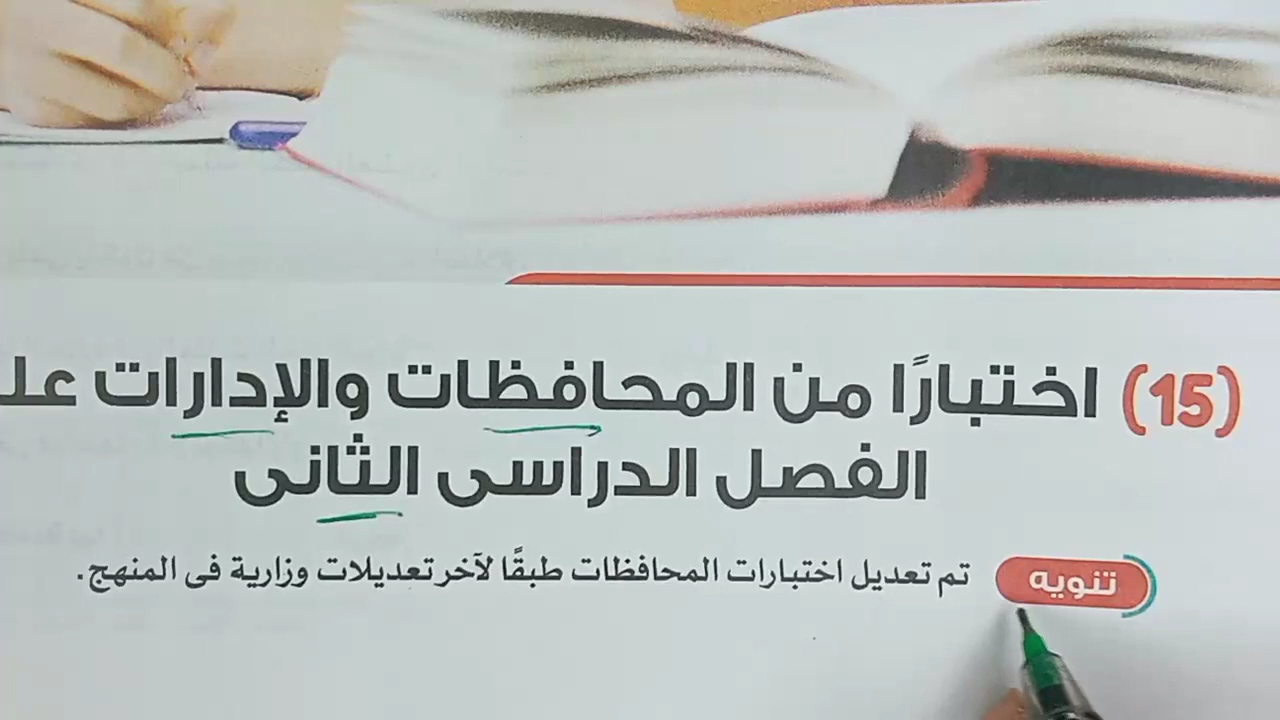 (15) اختبارًا من المحافظات والإدارات
الفصل الدراسى الثانى
تنويه تم تعديل اختبارات المحافظات طبقًا لآخر تعديلات وزارية فى المنهج.